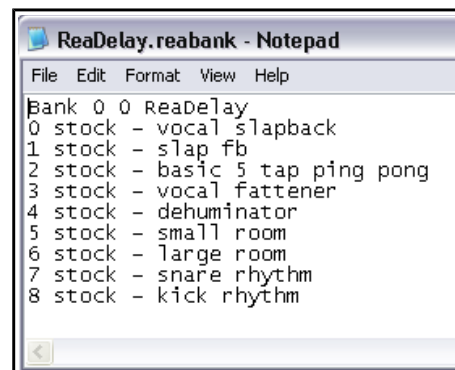 ReaDelay.reabank - Notepad
File Edit Format View Help
Bank 0 0 ReaDelay
0 stock - vocal slapback
1 stock - slap fb
2 stock - basic 5 tap ping pong
3 stock - vocal fattener
4 stock - dehuminator
5 stock - small room
6 stock - large room
7 stock - snare rhythm
8 stock - kick rhythm